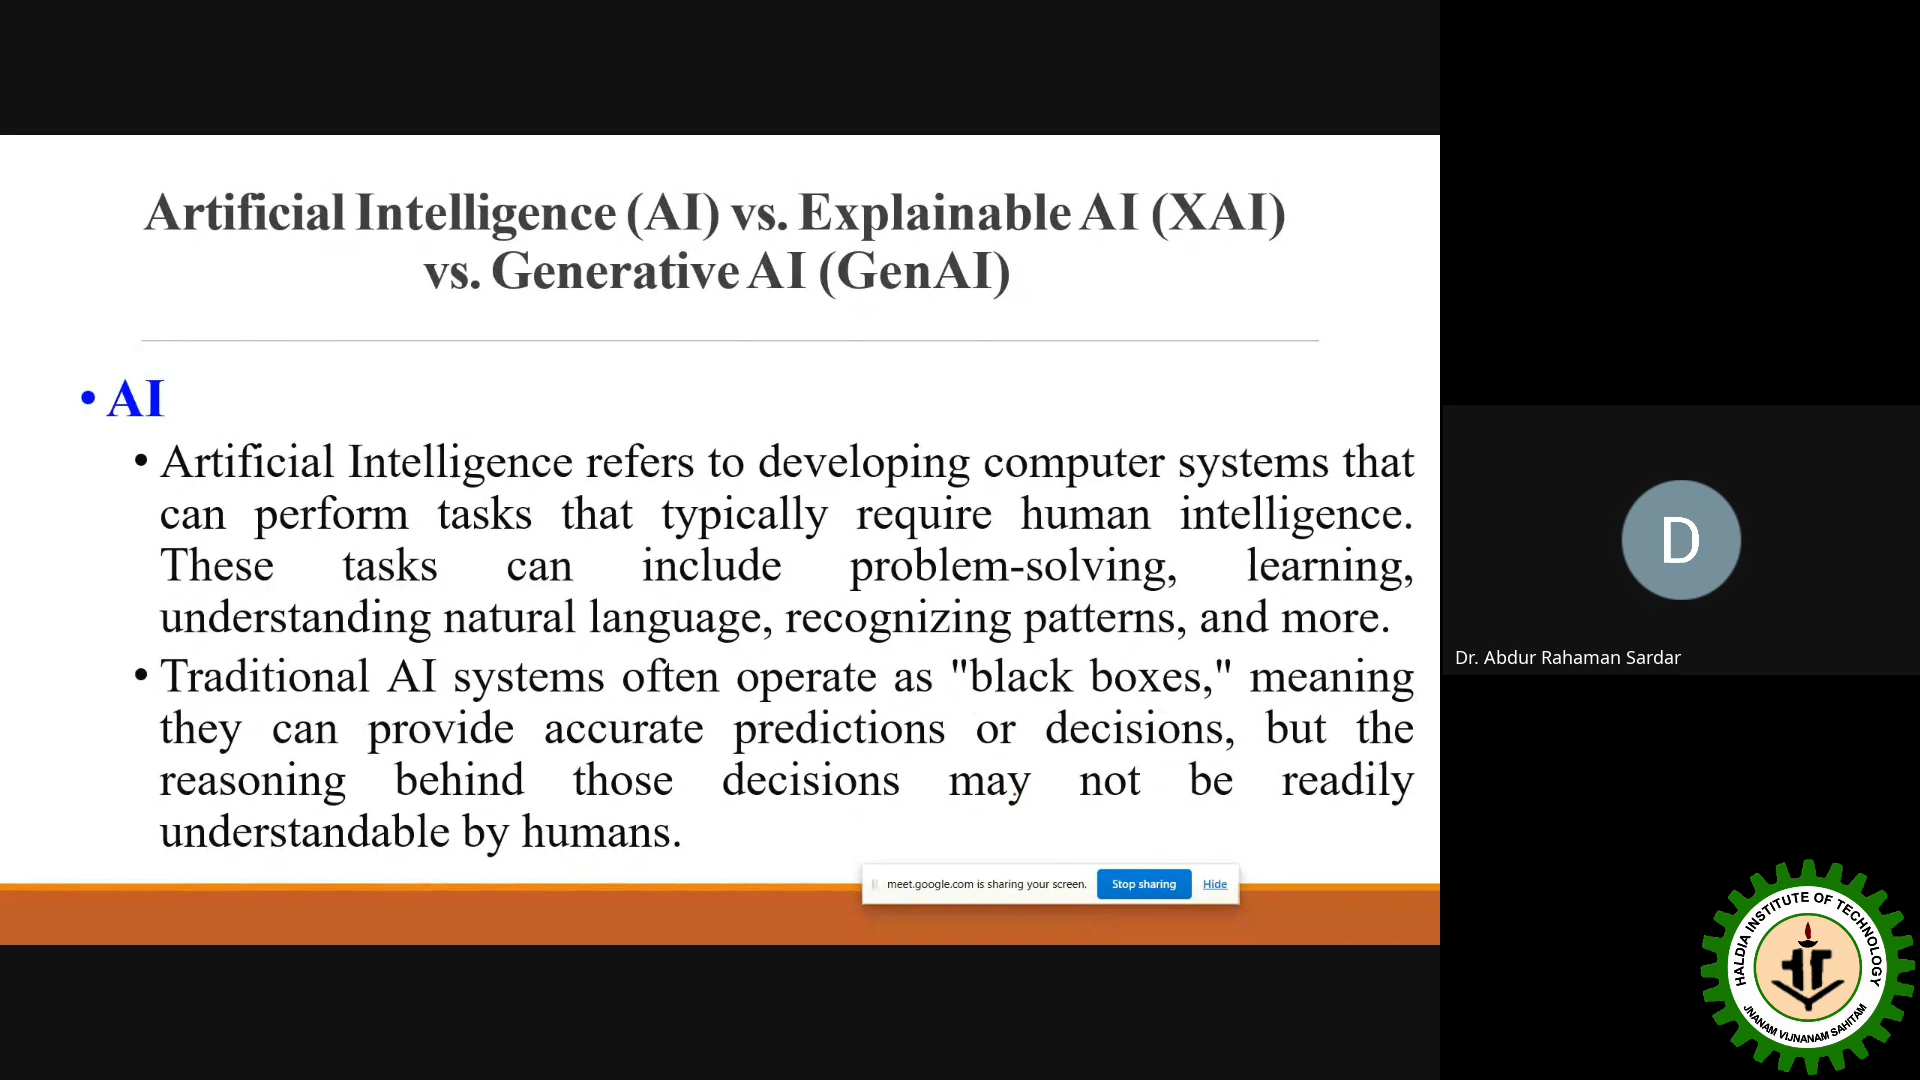 Artificial Intelligence (AI) vs. Explainable AI (XAI)
vs. Generative AI (GenAI)
• AI
• Artificial Intelligence refers to developing computer systems that
can perform tasks that typically require human intelligence.
These tasks can include problem-solving, learning,
understanding natural language, recognizing patterns, and more.
• Traditional AI systems often operate as "black boxes," meaning
they can provide accurate predictions or decisions, but the
reasoning behind those decisions may not be readily
understandable by humans.
meet.google.com is sharing your screen. Stop sharing Hide
D
Dr. Abdur Rahaman Sardar
HALDIA INSTITUTE OF TECHNOLOGY
JNANAM VIJNANAM SAHITAM